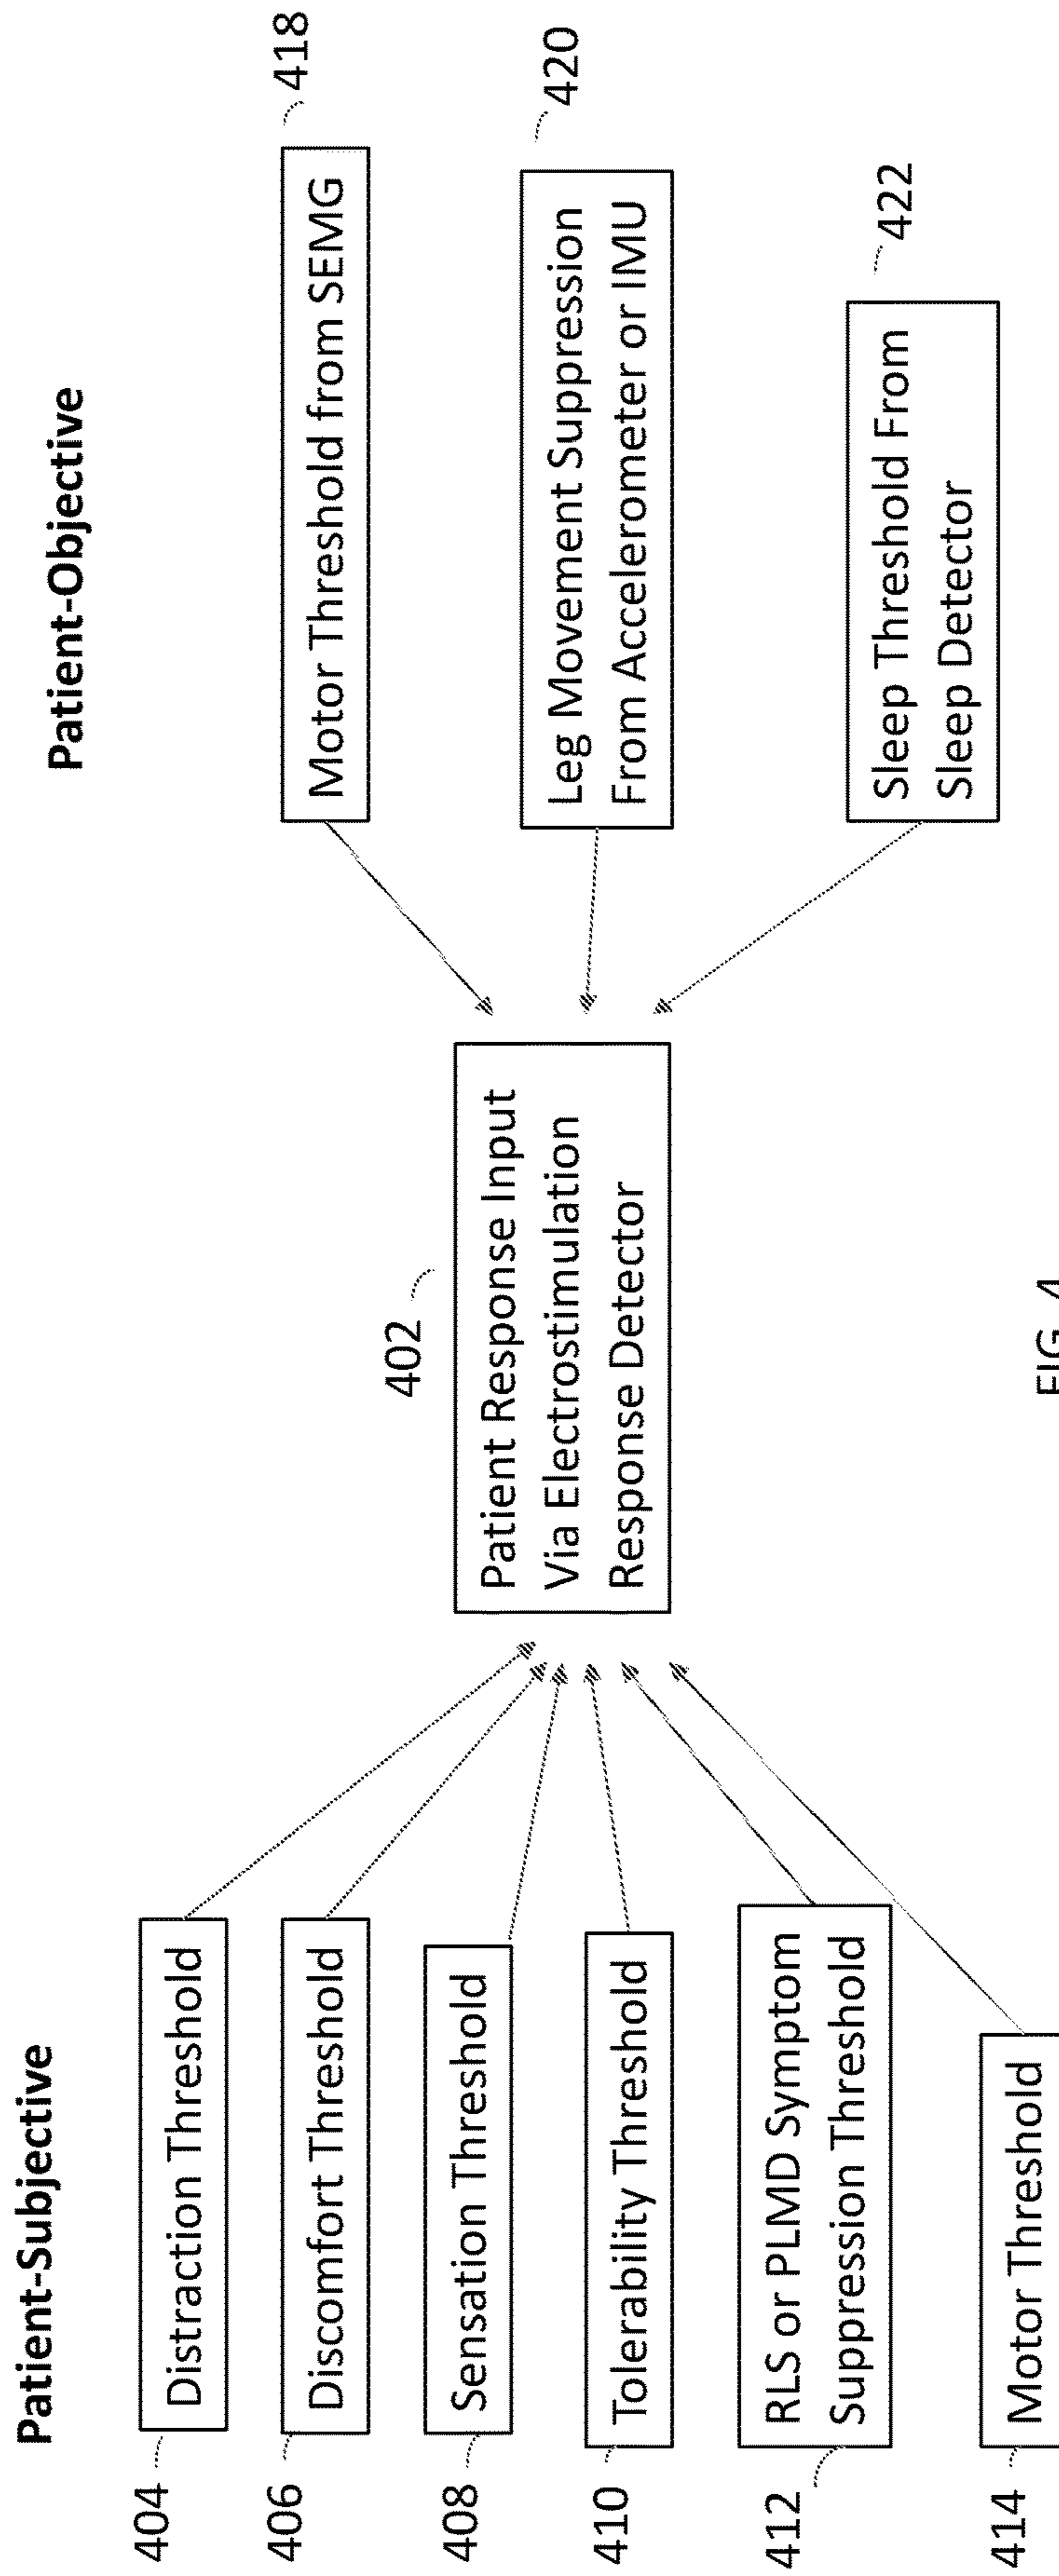 Patient-Subjective
404
Distraction Threshold
406
Discomfort Threshold
408
Sensation Threshold
410
Tolerability Threshold
412
RLS or PLMD Symptom
Suppression Threshold
414
Motor Threshold
402
Patient Response Input
Via Electrostimulation
Response Detector
Patient-Objective
Motor Threshold from SEMG
418
Leg Movement Suppression
From Accelerometer or IMU
420
Sleep Threshold From
Sleep Detector
422
FIG. 4